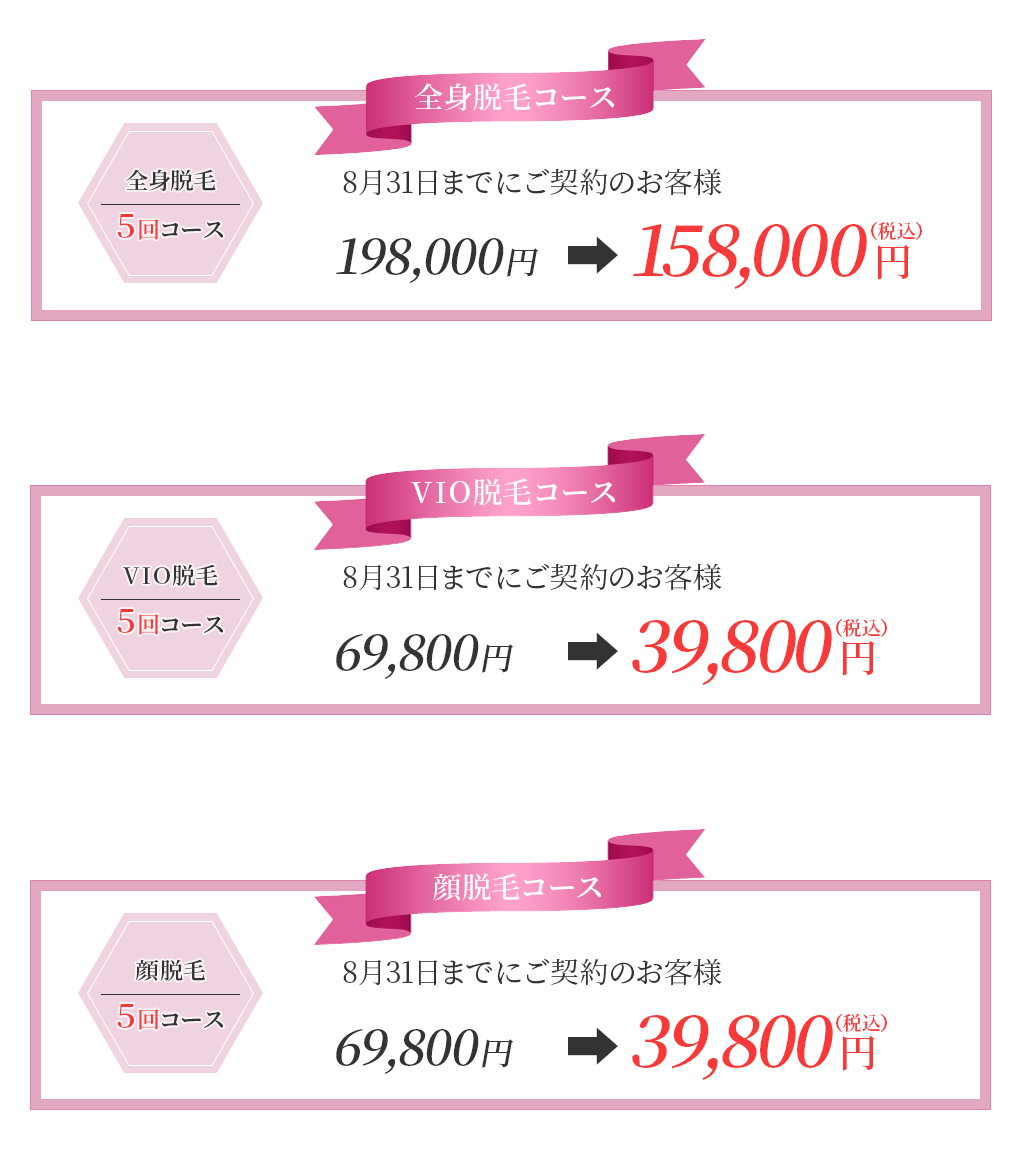 全身脱毛コース
全身脱毛
5回コース
8月31日までにご契約のお客様
198,000円 158,000円(税込)
VIO脱毛コース
VIO脱毛
5回コース
8月31日までにご契約のお客様
69,800円 39,800円(税込)
顔脱毛コース
顔脱毛
5回コース
8月31日までにご契約のお客様
69,800円 39,800円(税込)